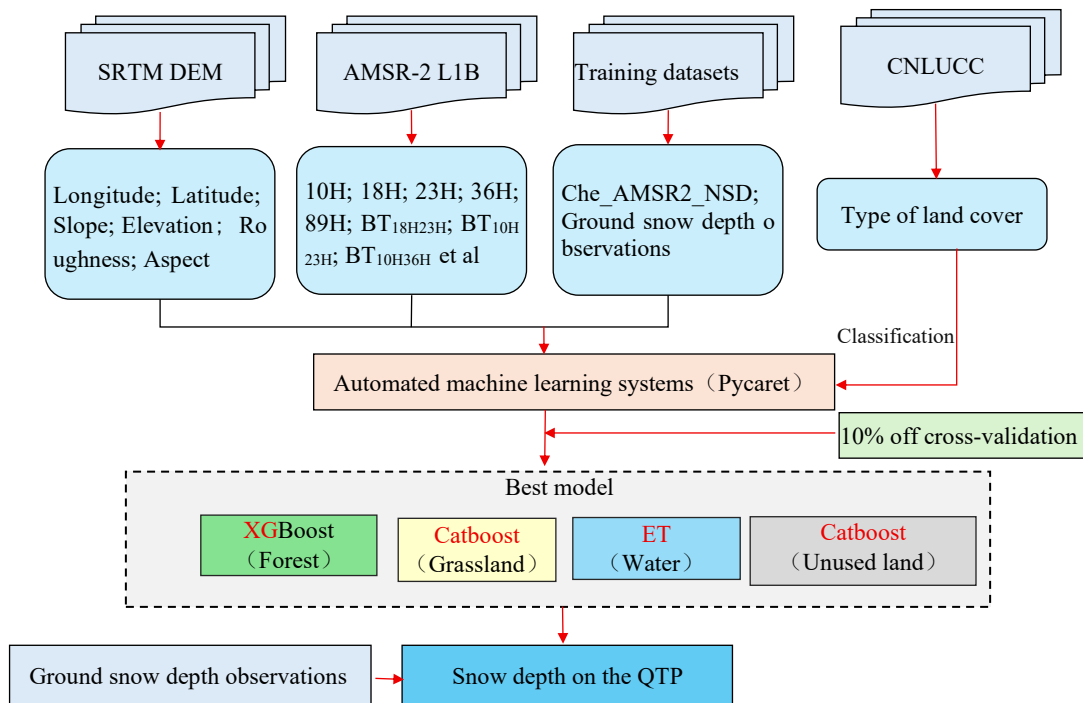 SRTM DEM
AMSR-2 L1B
Training datasets
CNLUCC
Longitude; Latitude;
Slope; Elevation； Ro
ughness; Aspect
10H; 18H; 23H; 36H;
89H; BT18H23H; BT10H
23H; BT10H36H et al
Che_AMSR2_NSD;
Ground snow depth o
bservations
Type of land cover
Classification
Automated machine learning systems（Pycaret）
10% off cross-validation
Best model
XGBoost
（Forest）
Catboost
（Grassland）
ET
（Water）
Catboost
（Unused land）
Ground snow depth observations
Snow depth on the QTP